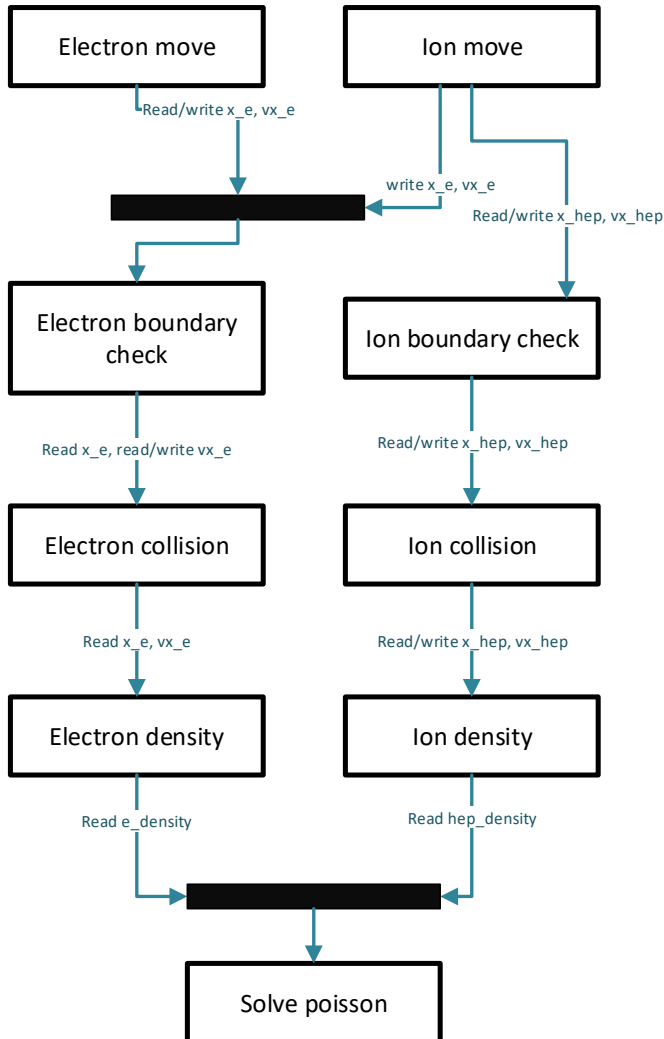 Electron move
Ion move
Read/write x_e, vx_e
write x_e, vx_e
Read/write x_hep, vx_hep
Electron boundary
check
Ion boundary check
Read x_e, read/write vx_e
Read/write x_hep, vx_hep
Electron collision
Ion collision
Read x_e, vx_e
Read/write x_hep, vx_hep
Electron density
Ion density
Read e_density
Read hep_density
Solve poisson